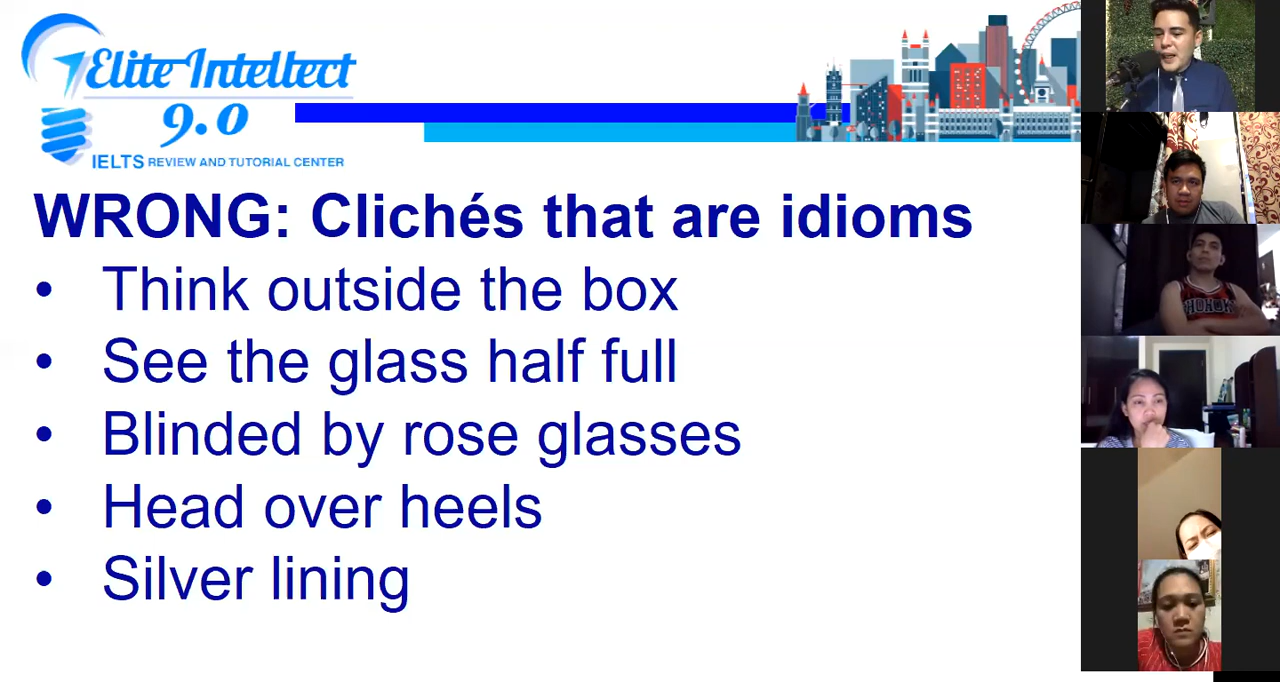 Elite Intellect
9.0
IELTS REVIEW AND TUTORIAL CENTER
WRONG: Clichés that are idioms
• Think outside the box
• See the glass half full
• Blinded by rose glasses
• Head over heels
• Silver lining